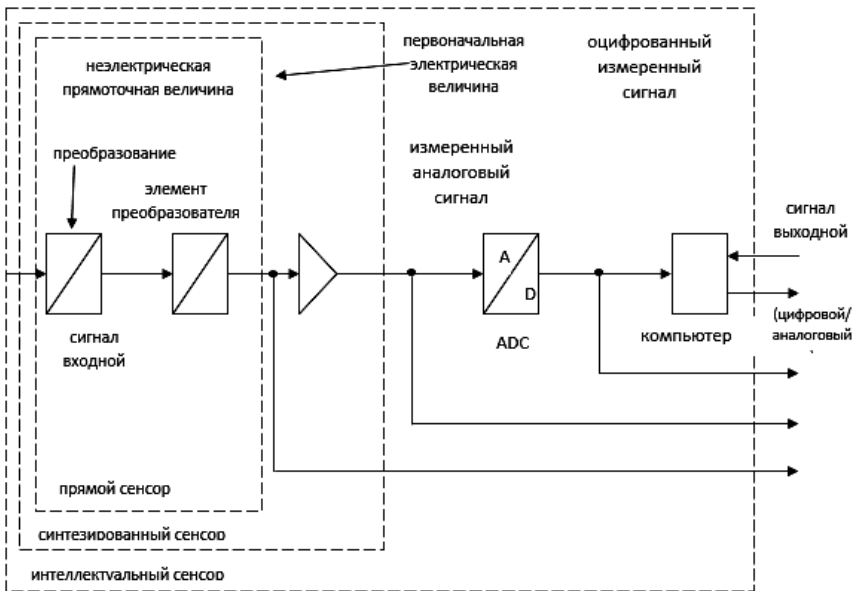 неэлектрическая
прямоточная величина
первоначальная
электрическая
величина
оцифрованный
измеренный
сигнал
преобразование
элемент
преобразователя
измеренный
аналоговый
сигнал
сигнал
выходной
A
D
сигнал
входной
ADC
компьютер
(цифровой/
аналоговый
прямой сенсор
синтезированный сенсор
интеллектуальный сенсор